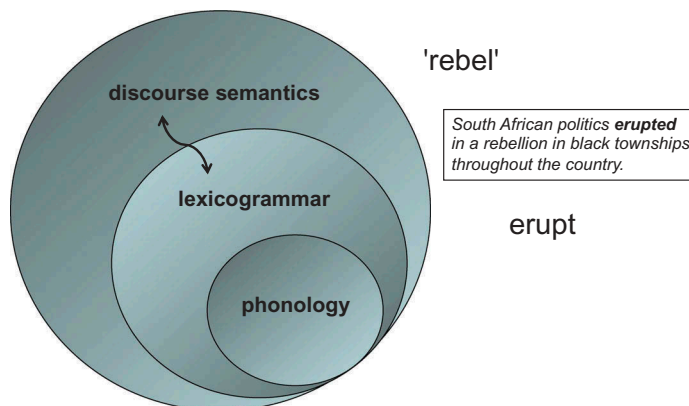 'rebel'
discourse semantics
South African politics erupted
in a rebellion in black townships
throughout the country.
lexicogrammar
erupt
phonology